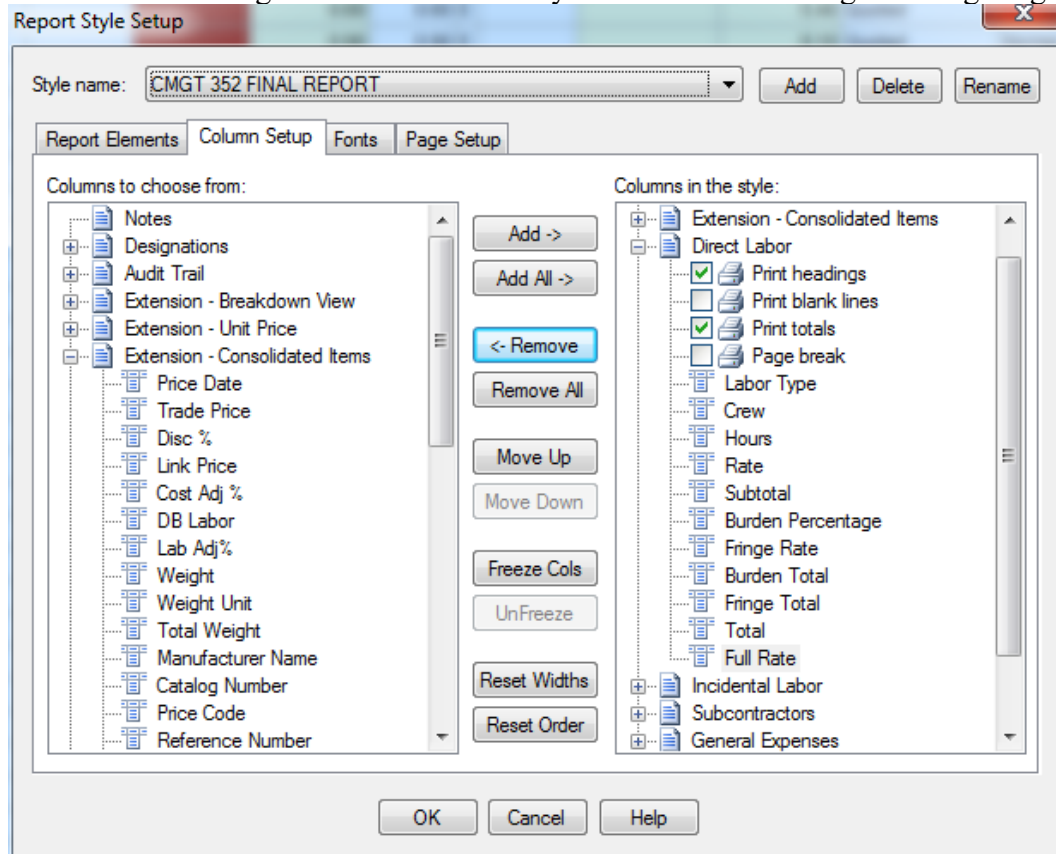 Report Style Setup
X
Style name: CMGT 352 FINAL REPORT Add Delete Rename
Report Elements Column Setup Fonts Page Setup
Columns to choose from:
Notes
Designations
Audit Trail
Extension - Breakdown View
Extension - Unit Price
Extension - Consolidated Items
Price Date
Trade Price
Disc %
Link Price
Cost Adj %
DB Labor
Lab Adj%
Weight
Weight Unit
Total Weight
Manufacturer Name
Catalog Number
Price Code
Reference Number
Add ->
Add All ->
<- Remove
Remove All
Move Up
Move Down
Freeze Cols
UnFreeze
Reset Widths
Reset Order
Columns in the style:
Extension - Consolidated Items
Direct Labor
Print headings
Print blank lines
Print totals
Page break
Labor Type
Crew
Hours
Rate
Subtotal
Burden Percentage
Fringe Rate
Burden Total
Fringe Total
Total
Full Rate
Incidental Labor
Subcontractors
General Expenses
OK Cancel Help